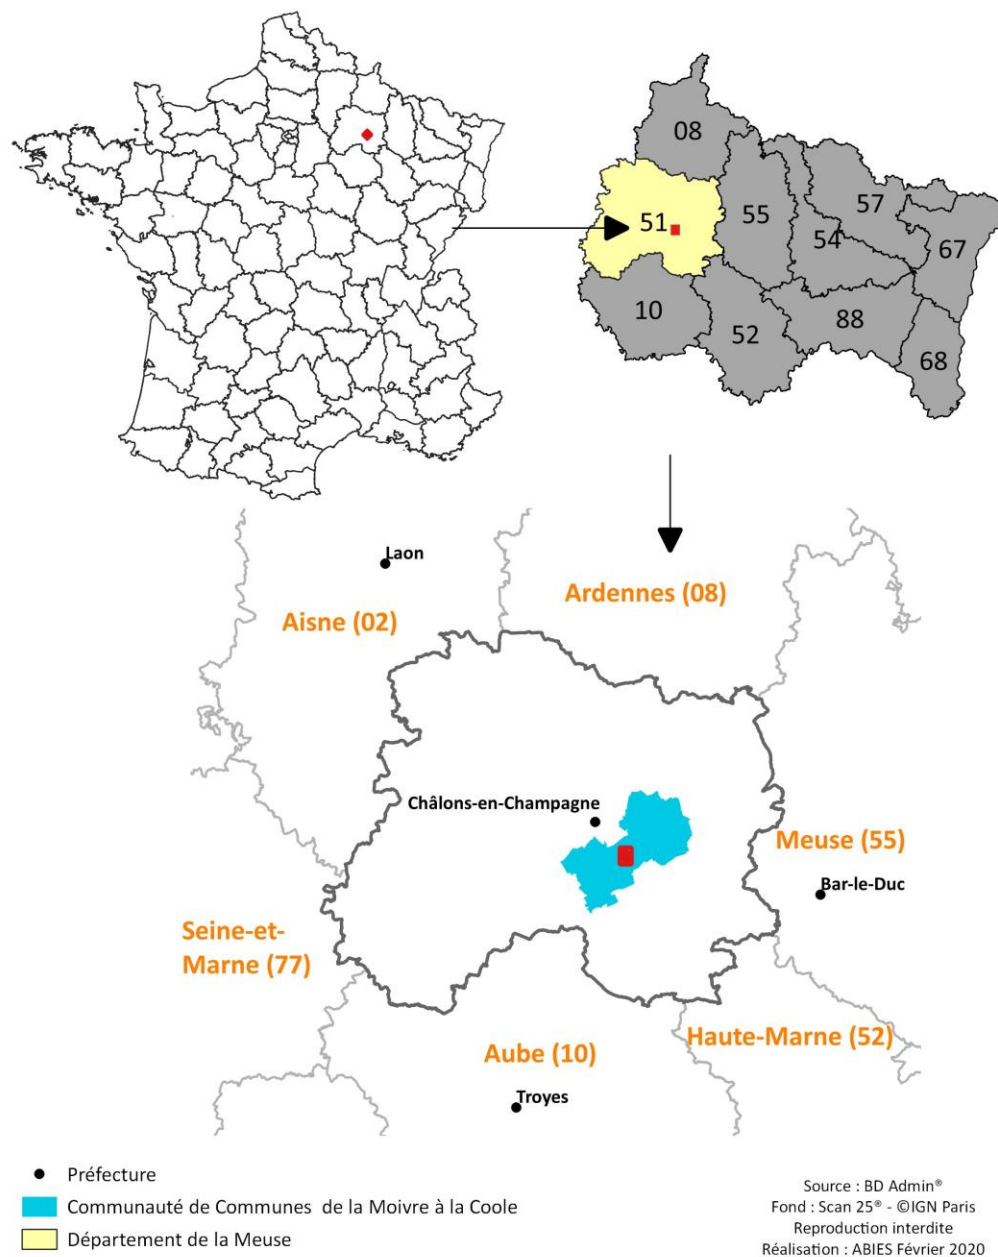 08
51
55
57
54
67
10
52
88
68
Laon
Ardennes (08)
Aisne (02)
Châlons-en-Champagne
Meuse (55)
Bar-le-Duc
Seine-et-
Marne (77)
Haute-Marne (52)
Aube (10)
Troyes
Préfecture
Communauté de Communes de la Moivre à la Coole
Département de la Meuse
Source : BD Admin®
Fond : Scan 25® - ©IGN Paris
Reproduction interdite
Réalisation : ABIES Février 2020